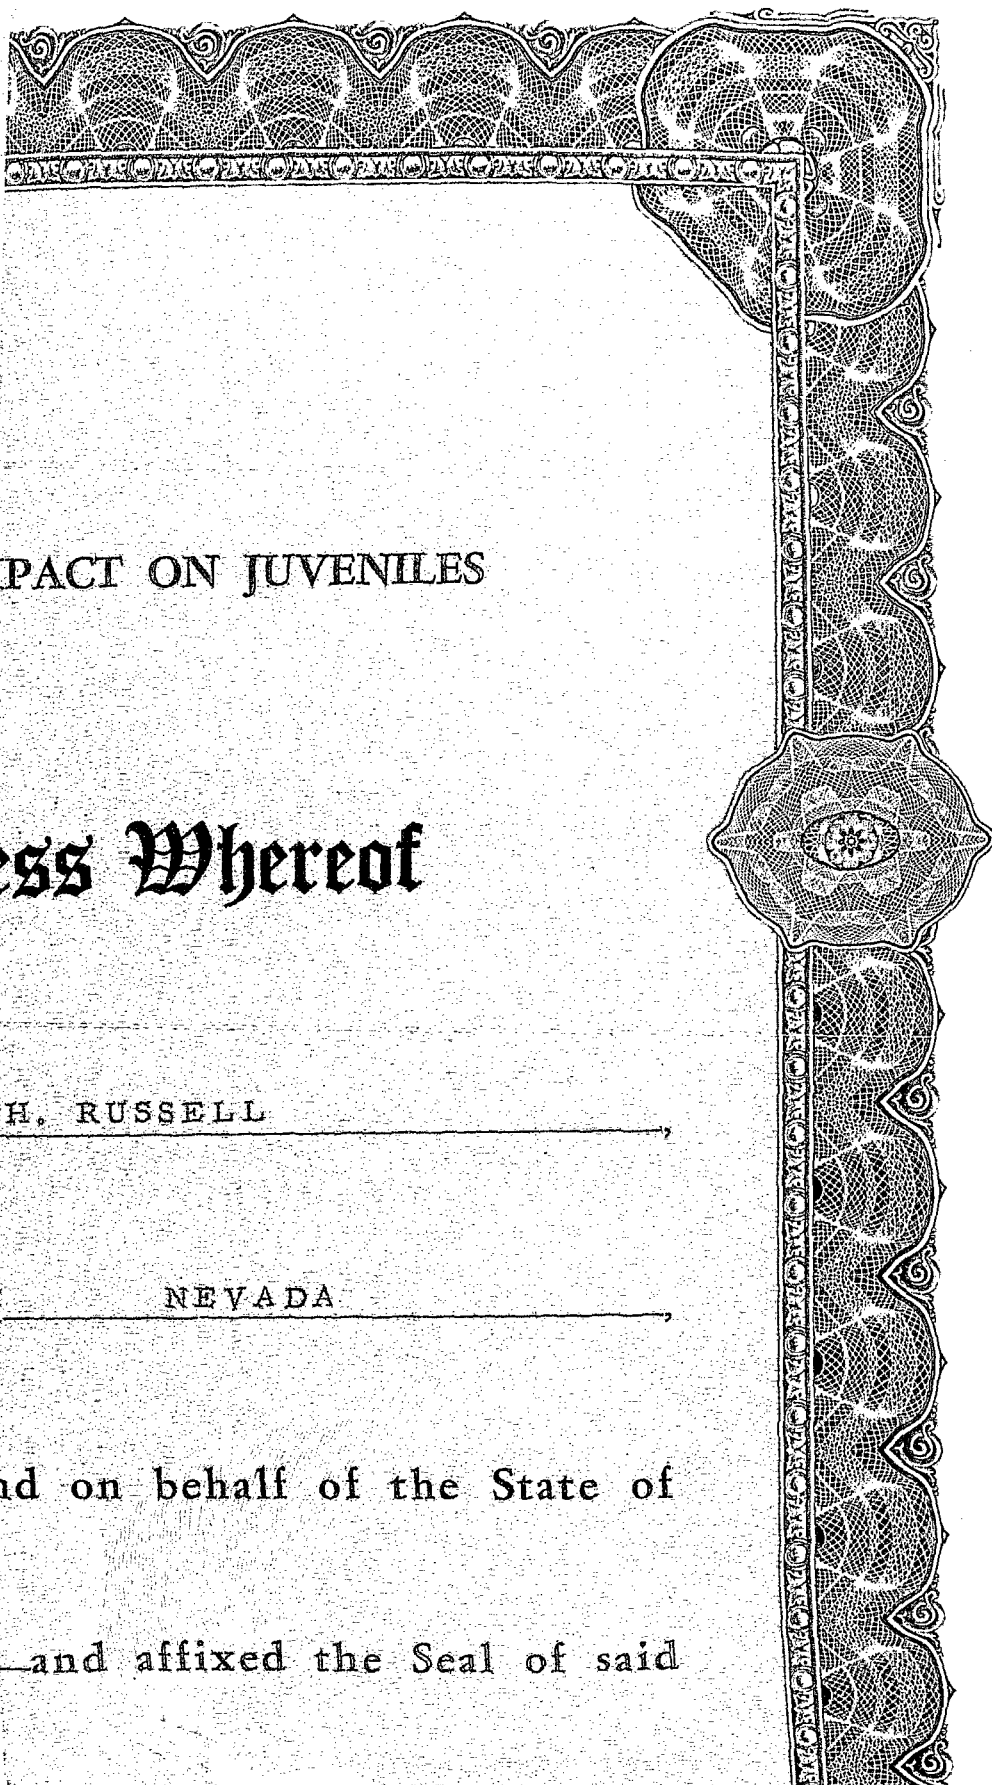 PACT ON JUVENILES
ess Whereof
H. RUSSELL,
NEVADA,
nd on behalf of the State of
and affixed the Seal of said